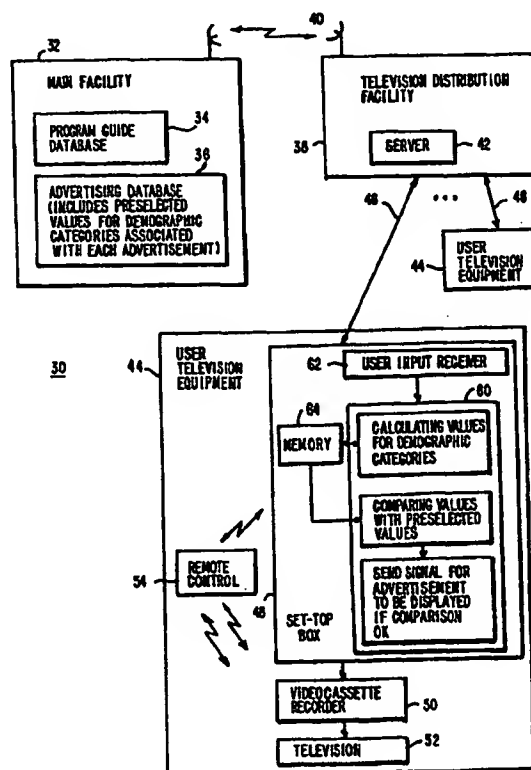 32
40
MAIN FACILITY
PROGRAM GUIDE
DATABASE
34
36
ADVERTISING DATABASE
(INCLUDES PRESELECTED
VALUES FOR DEMOGRAPHIC
CATEGORIES ASSOCIATED
WITH EACH ADVERTISEMENT)
TELEVISION DISTRIBUTION
FACILITY
38
SERVER
42
46
...
46
44
USER
TELEVISION
EQUIPMENT
30
44
USER
TELEVISION
EQUIPMENT
62
USER INPUT RECEIVER
60
64
MEMORY
CALCULATING VALUES
FOR DEMOGRAPHIC
CATEGORIES
COMPARING VALUES
WITH PRESELECTED
VALUES
SEND SIGNAL FOR
ADVERTISEMENT
TO BE DISPLAYED
IF COMPARISON
OK
REMOTE
CONTROL
54
48
SET-TOP
BOX
VIDEOCASSETTE
RECORDER
50
TELEVISION
52